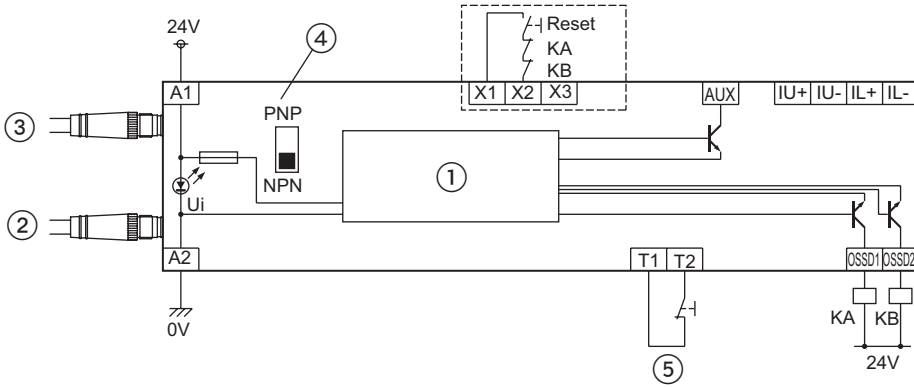 24V
④
Reset
KA
KB
A1
X1 X2 X3
AUX
IU+ IU- IL+ IL-
③
PNP
NPN
①
Ui
②
A2
T1 T2
OSSD1 OSSD2
0V
KA KB
⑤
24V